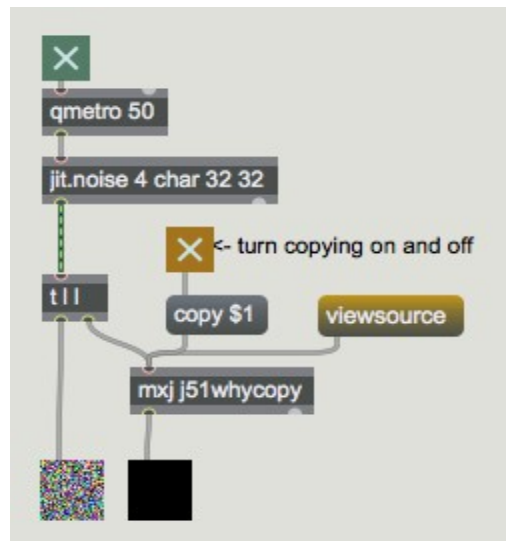 qmetro 50
jit.noise 4 char 32 32
<- turn copying on and off
t l l
copy $1
viewsource
mxj j51whycopy